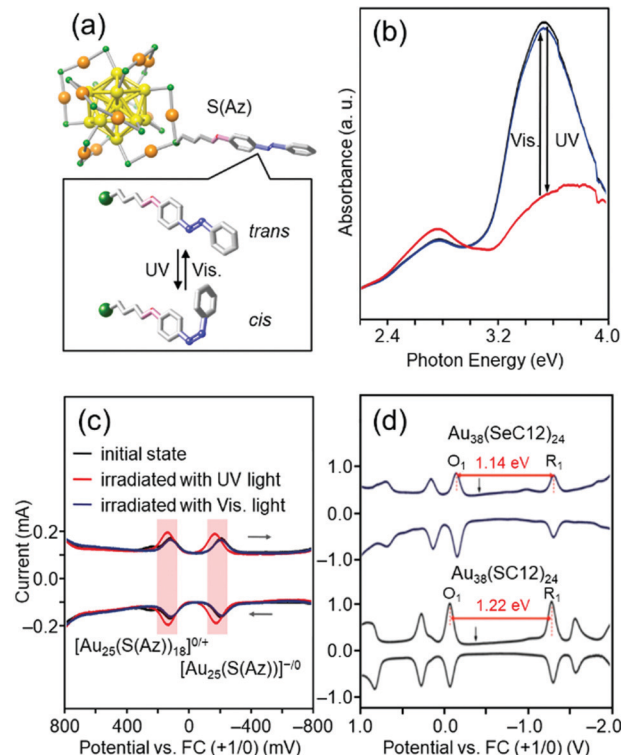 (a)
S(Az)
trans
UV Vis.
cis
(b)
Absorbance (a. u.)
Vis. UV
2.4 3.2 4.0
Photon Energy (eV)
(c)
initial state
irradiated with UV light
irradiated with Vis. light
Current (mA)
0.2
0.0
−0.2
[Au25(S(Az))18]0/+
[Au25(S(Az))]−/0
800 400 0 −400 −800
Potential vs. FC (+1/0) (mV)
(d)
Au38(SeC12)24
O1 1.14 eV R1
1.0
0.0
−1.0
Au38(SC12)24
O1 1.22 eV R1
1.0
0.0
−1.0
1.0 0.0 −1.0 −2.0
Potential vs. FC (+1/0) (V)